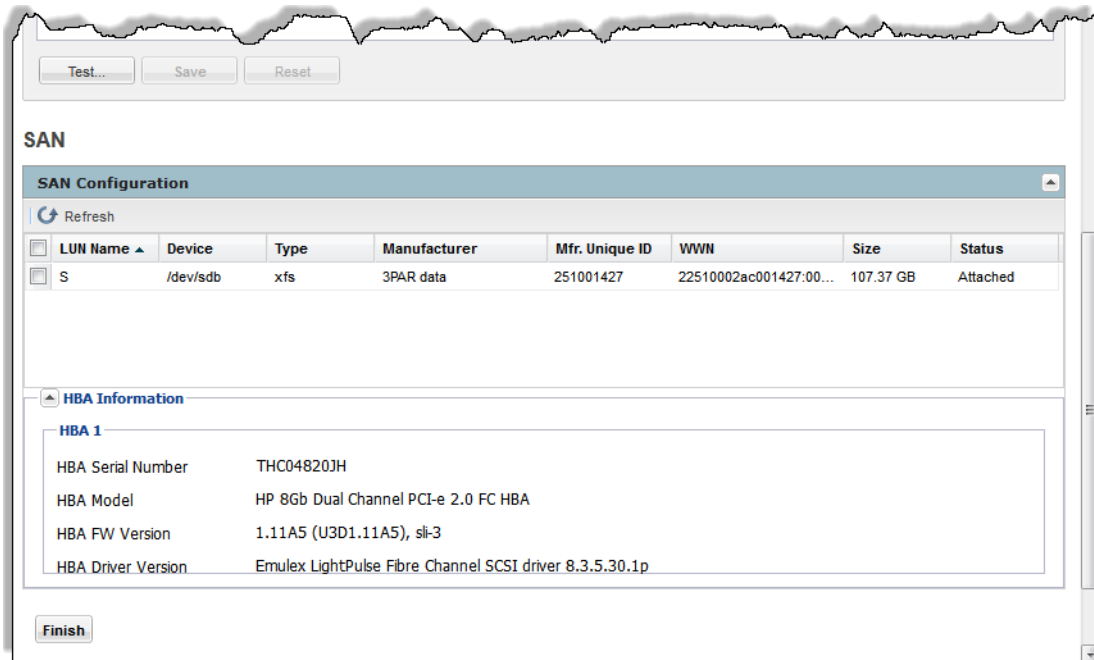 Test... Save Reset
SAN
SAN Configuration
Refresh
LUN Name Device Type Manufacturer Mfr. Unique ID WWN Size Status
S /dev/sdb xfs 3PAR data 251001427 22510002ac001427:00... 107.37 GB Attached
HBA Information
HBA 1
HBA Serial Number THC04820JH
HBA Model HP 8Gb Dual Channel PCI-e 2.0 FC HBA
HBA FW Version 1.11A5 (U3D1.11A5), sli-3
HBA Driver Version Emulex LightPulse Fibre Channel SCSI driver 8.3.5.30.1p
Finish